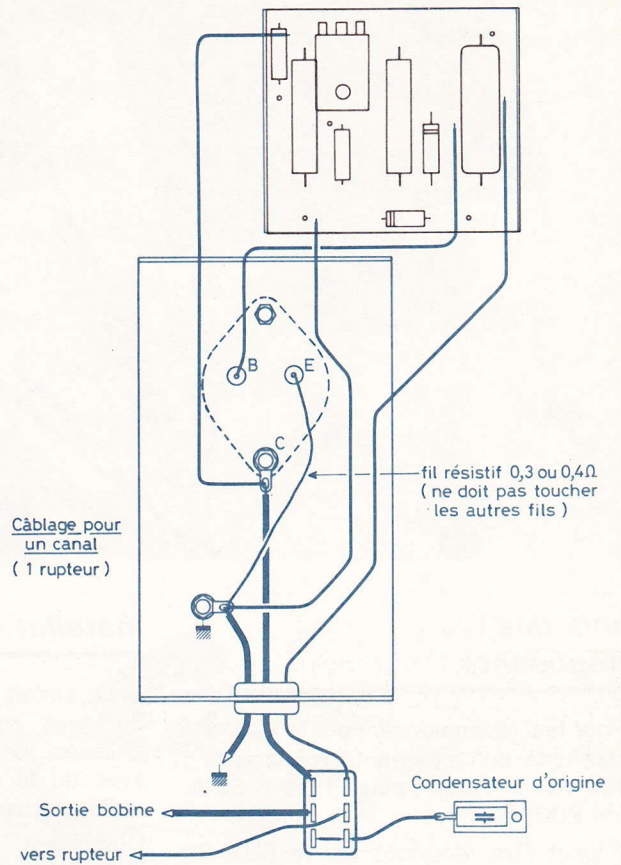 B
E
C
fil résistif 0,3 ou 0,4Ω
( ne doit pas toucher
les autres fils )
Câblage pour
un canal
( 1 rupteur )
Condensateur d'origine
Sortie bobine
vers rupteur